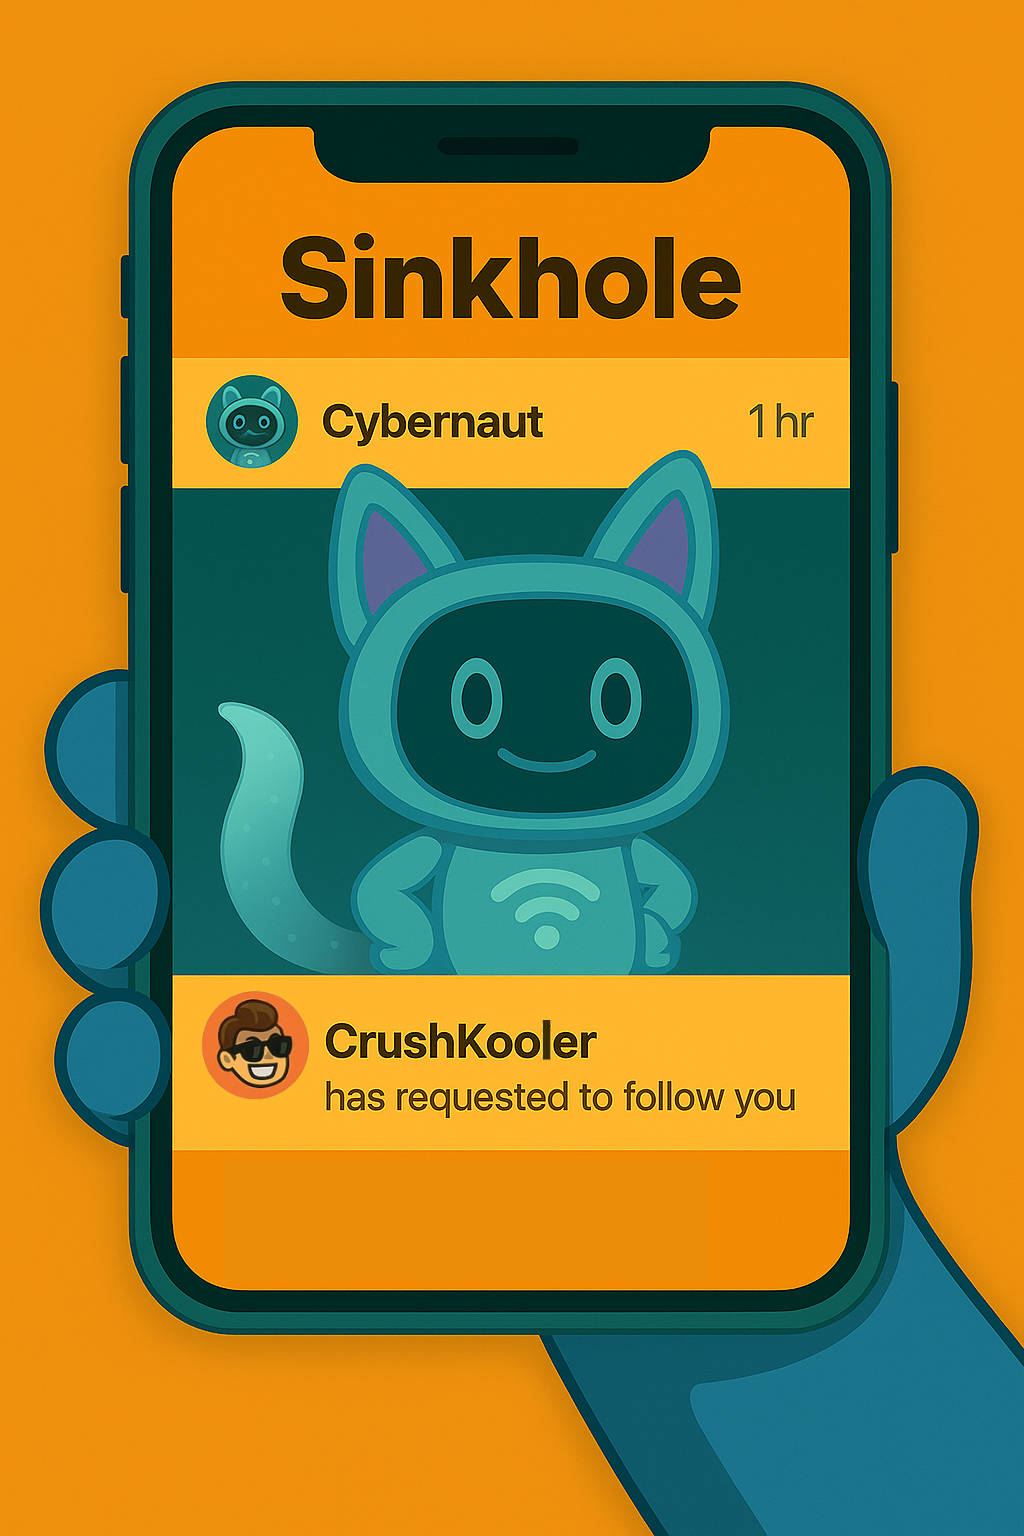 Sinkhole
Cybernaut
1 hr
CrushKooler
has requested to follow you